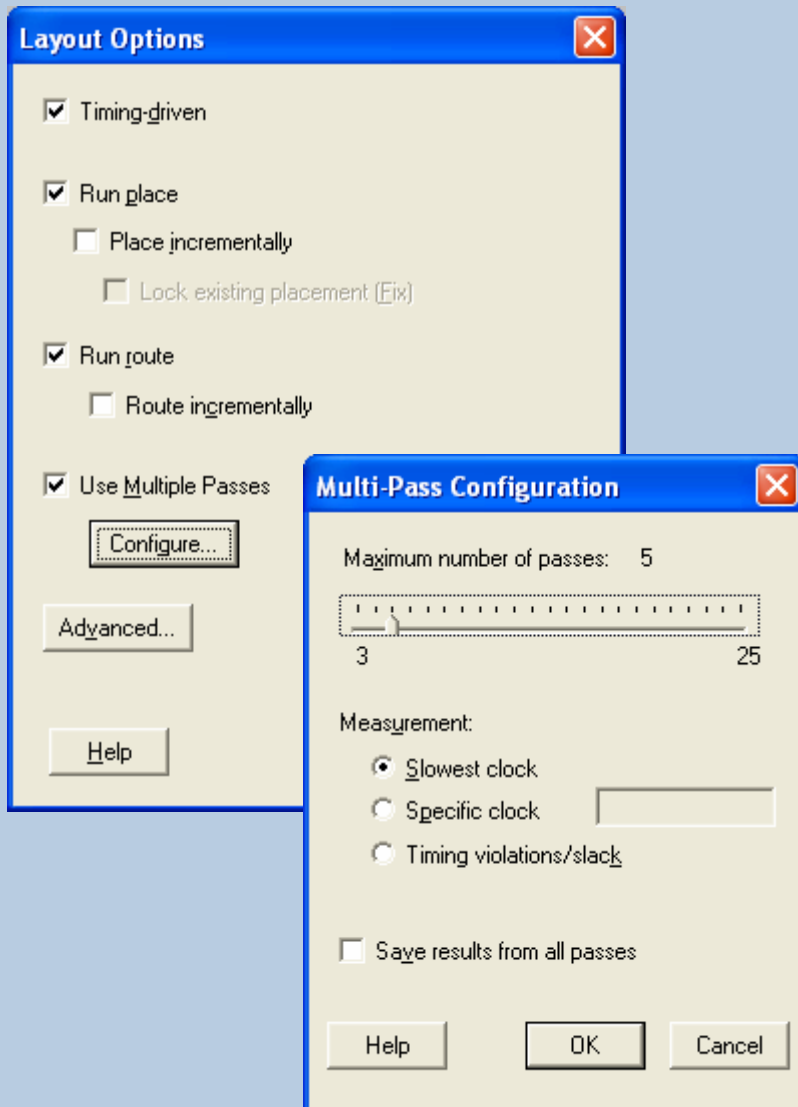 Layout Options
Timing-driven
Run place
Place incrementally
Lock existing placement (Fix)
Run route
Route incrementally
Use Multiple Passes
Configure...
Advanced...
Help
Multi-Pass Configuration
Maximum number of passes: 5
3 25
Measurement:
Slowest clock
Specific clock
Timing violations/slack
Save results from all passes
Help OK Cancel